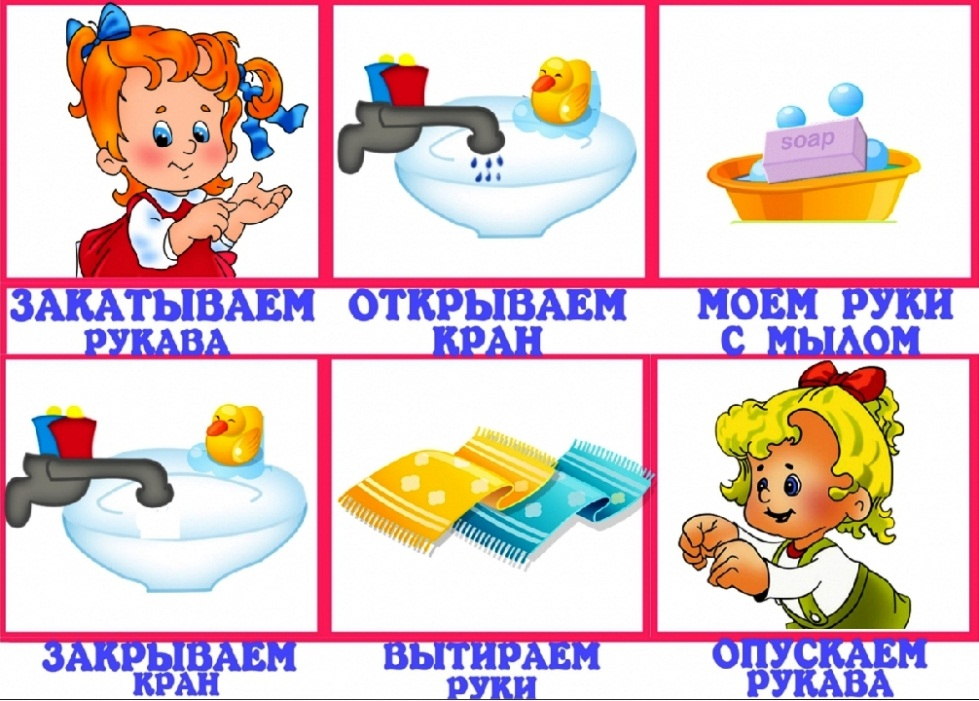 soap
ЗАКАТЫВАЕМ
РУКАВА
ОТКРЫВАЕМ
КРАН
МОЕМ РУКИ
С МЫЛОМ
ЗАКРЫВАЕМ
КРАН
ВЫТИРАЕМ
РУКИ
ОПУСКАЕМ
РУКАВА